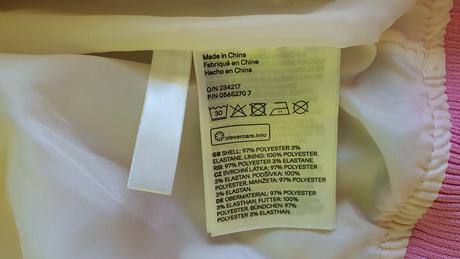 Made in China
Fabriqué en Chine
Hecho en China
O/N 234217
P/N 0565270 7
30
clevercare.info
GB SHELL: 97% POLYESTER 3%
ELASTANE. LINING: 100% POLYESTER.
RIB: 97% POLYESTER 3% ELASTANE.
CZ SVRCHNÍ LÁTKA: 97% POLYESTER
3% ELASTAN. PODŠÍVKA: 100%
POLYESTER. MANŽETA: 97% POLYESTER
3% ELASTAN.
DE OBERMATERIAL: 97% POLYESTER
3% ELASTHAN. FUTTER: 100%
POLYESTER. BÜNDCHEN: 97%
POLYESTER 3% ELASTHAN.